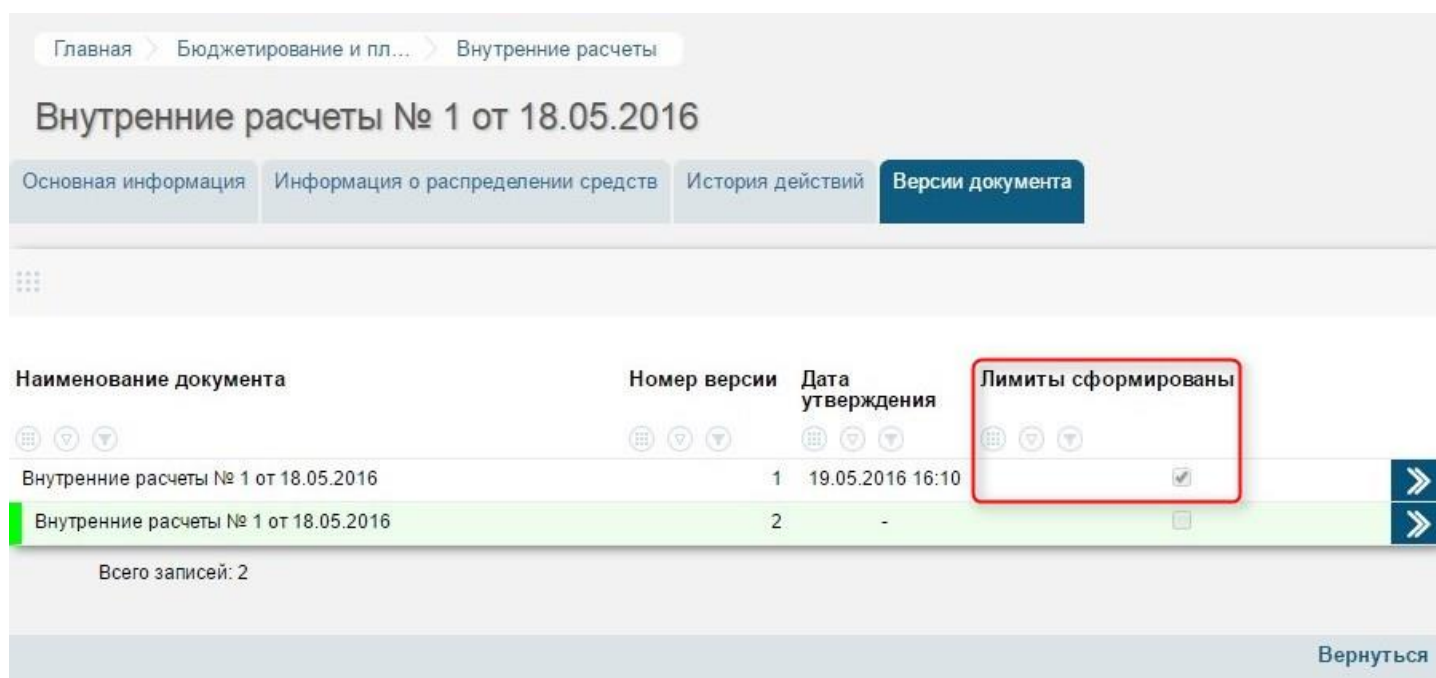 Главная Бюджетирование и пл... Внутренние расчеты
Внутренние расчеты № 1 от 18.05.2016
Основная информация Информация о распределении средств История действий Версии документа
Наименование документа Номер версии Дата утверждения Лимиты сформированы
Внутренние расчеты № 1 от 18.05.2016 1 19.05.2016 16:10
Внутренние расчеты № 1 от 18.05.2016 2 -
Всего записей: 2
Вернуться